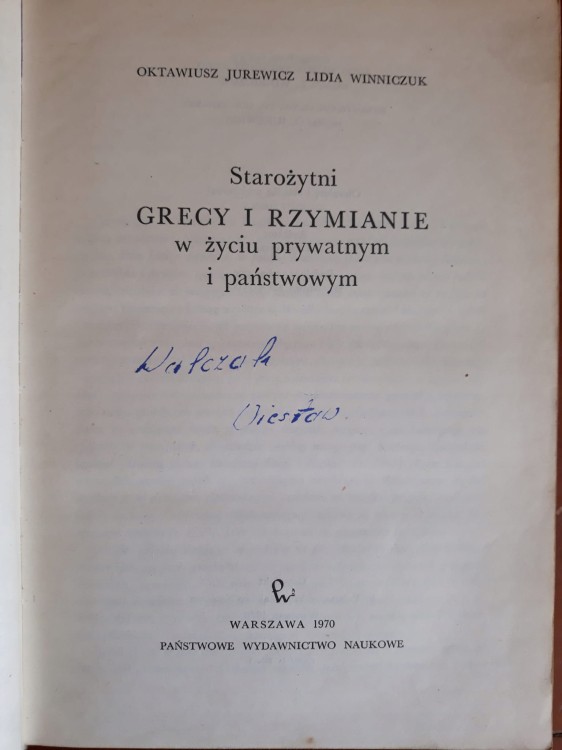 OKTAWIUSZ JUREWICZ LIDIA WINNICZUK
Starożytni
GRECY I RZYMIANIE
w życiu prywatnym
i państwowym
Walczak
Wiesław
WARSZAWA 1970
PAŃSTWOWE WYDAWNICTWO NAUKOWE